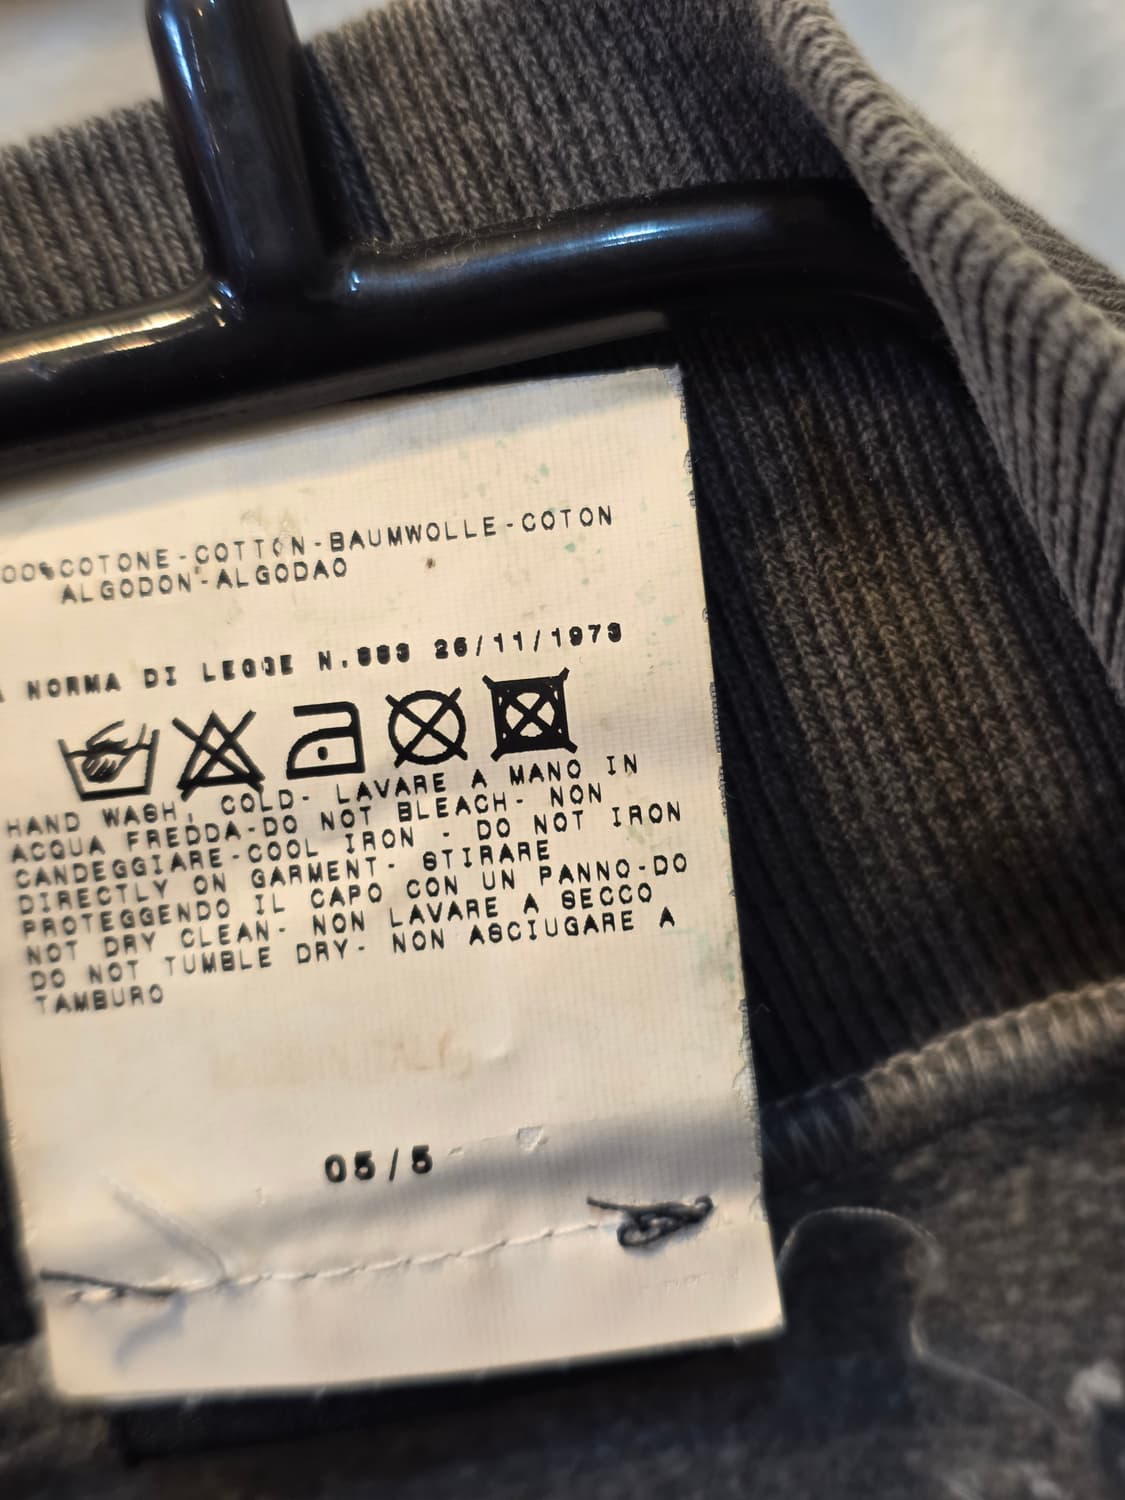 00%COTONE-COTTON-BAUMWOLLE-COTON
ALGODON-ALGODAO
A NORMA DI LEGGE N.883 26/11/1973
HAND WASH, COLD- LAVARE A MANO IN
ACQUA FREDDA-DO NOT BLEACH- NON
CANDEGGIARE-COOL IRON - DO NOT IRON
DIRECTLY ON GARMENT- STIRARE
PROTEGGENDO IL CAPO CON UN PANNO-DO
NOT DRY CLEAN- NON LAVARE A SECCO
DO NOT TUMBLE DRY- NON ASCIUGARE A
TAMBURO
05/5